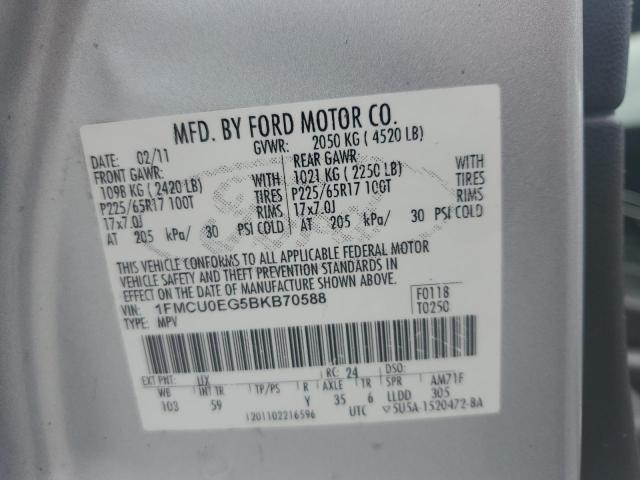 MFD. BY FORD MOTOR CO.
DATE: 02/11 GVWR: 2050 KG ( 4520 LB)
FRONT GAWR: REAR GAWR:
1098 KG ( 2420 LB) WITH 1021 KG ( 2250 LB) WITH
P225/65R17 100T TIRES P225/65R17 100T TIRES
17x7.0J RIMS 17x7.0J RIMS
AT 205 kPa/ 30 PSI COLD AT 205 kPa/ 30 PSI COLD
THIS VEHICLE CONFORMS TO ALL APPLICABLE FEDERAL MOTOR
VEHICLE SAFETY AND THEFT PREVENTION STANDARDS IN
EFFECT ON THE DATE OF MANUFACTURE SHOWN ABOVE.
VIN: 1FMCU0EG5BKB70588 F0118
MPV T0250
EXT PNT: UX RC: 24 DSO: AM71F
WB INT TR TP/PS R AXLE TR SPR
103 59 Y 35 6 LLDD 305
1201102216596 UTC 5U5A-1520472-BA